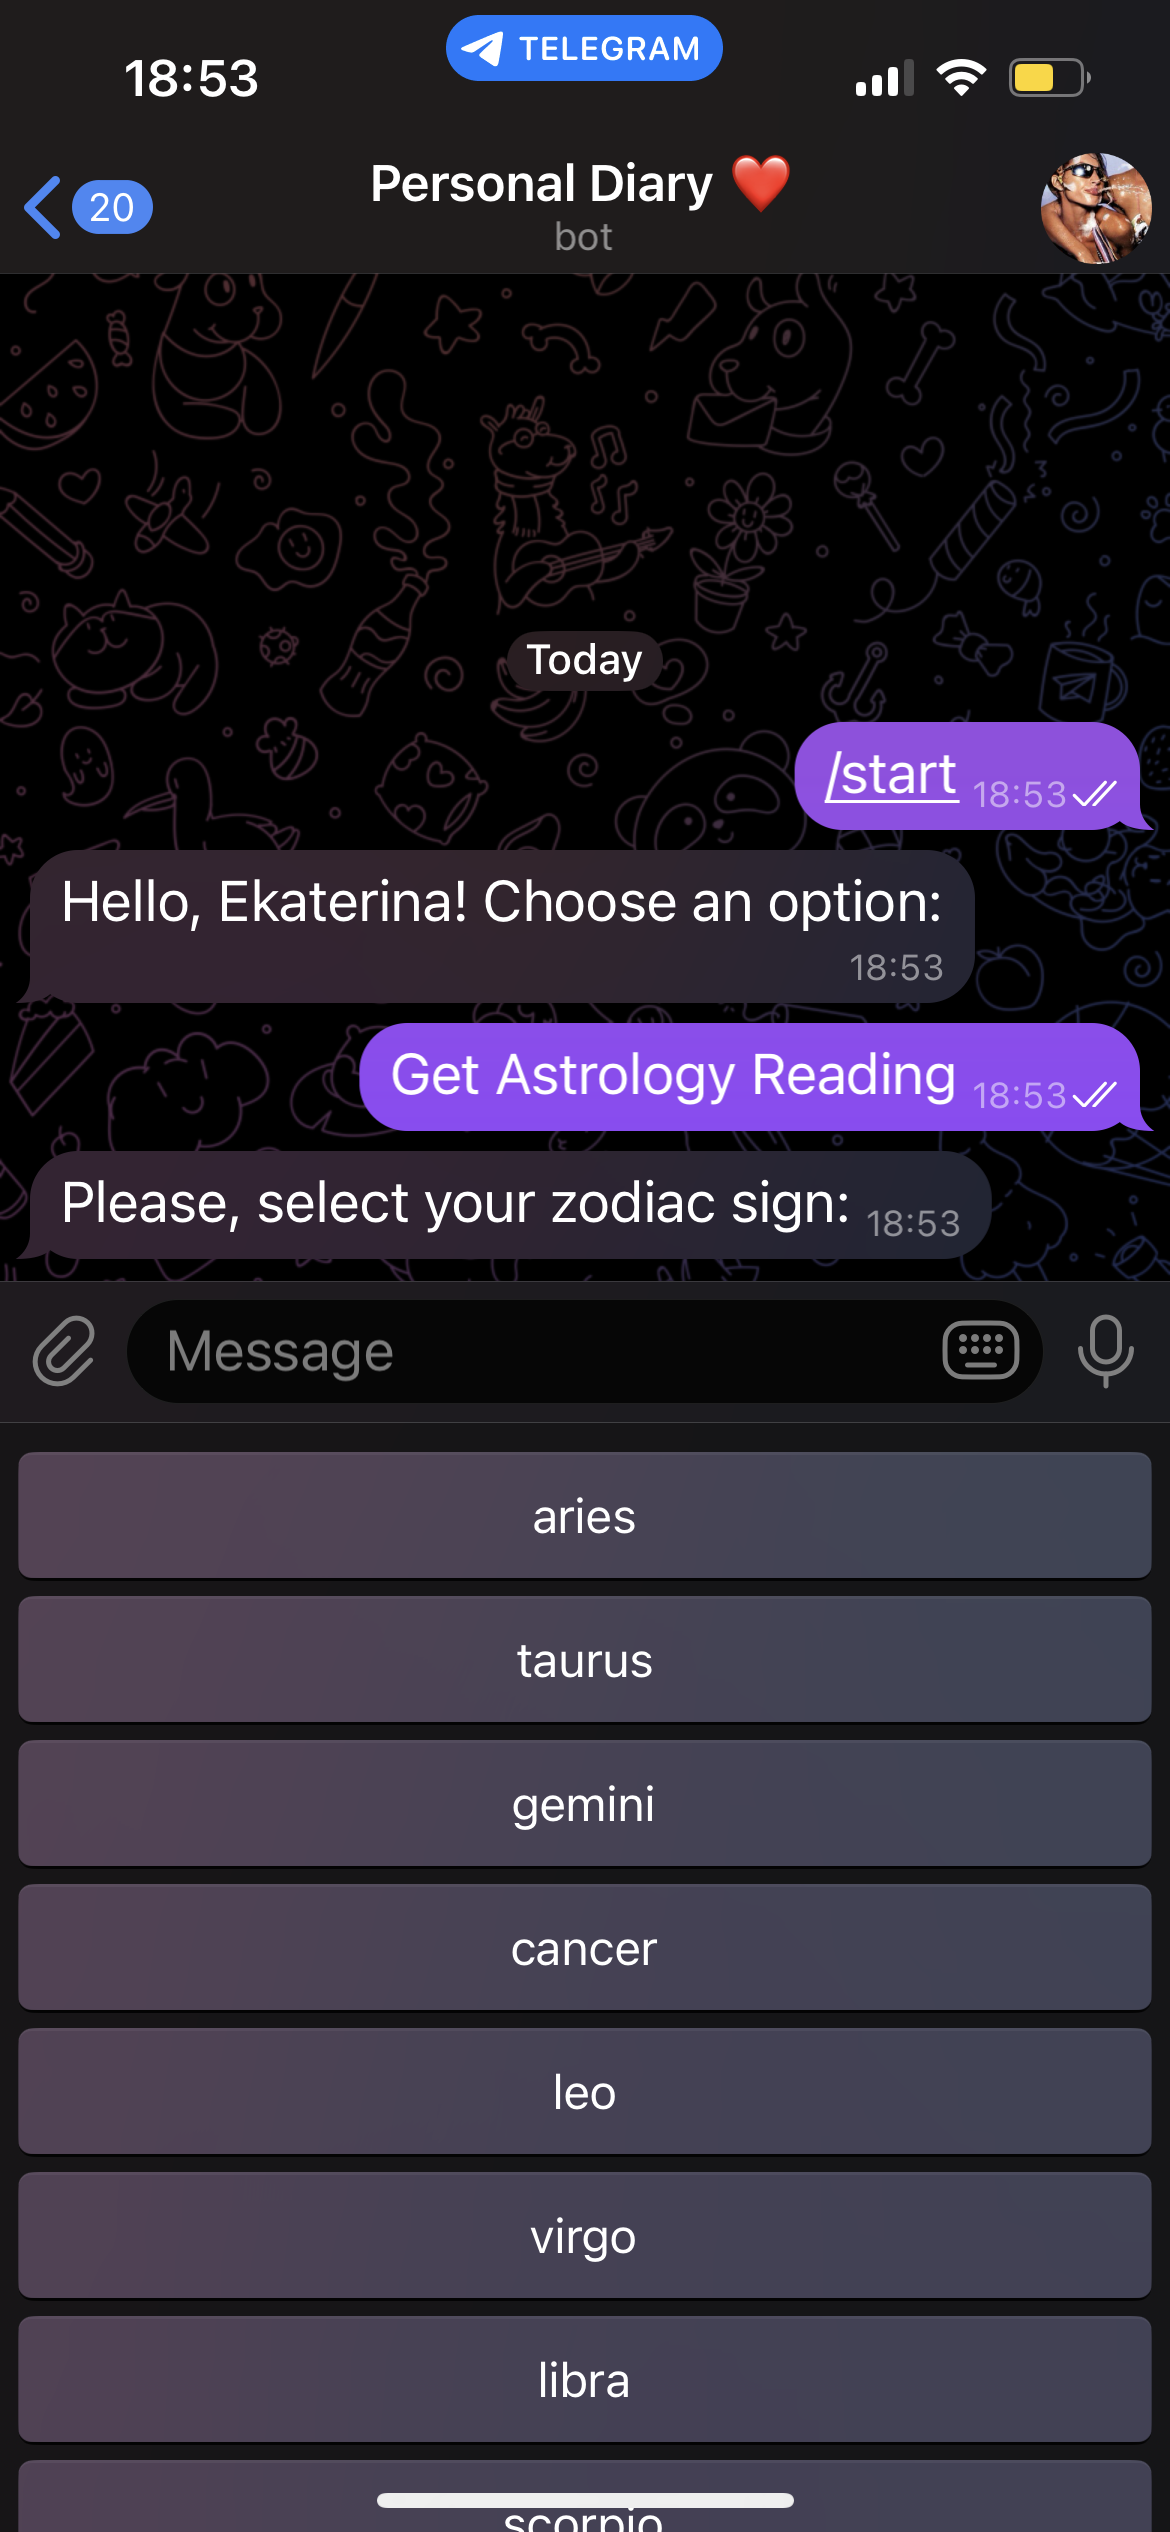 18:53
TELEGRAM
20
Personal Diary ❤️
bot
Today
/start 18:53
Hello, Ekaterina! Choose an option:
18:53
Get Astrology Reading 18:53
Please, select your zodiac sign: 18:53
Message
aries
taurus
gemini
cancer
leo
virgo
libra
scorpio